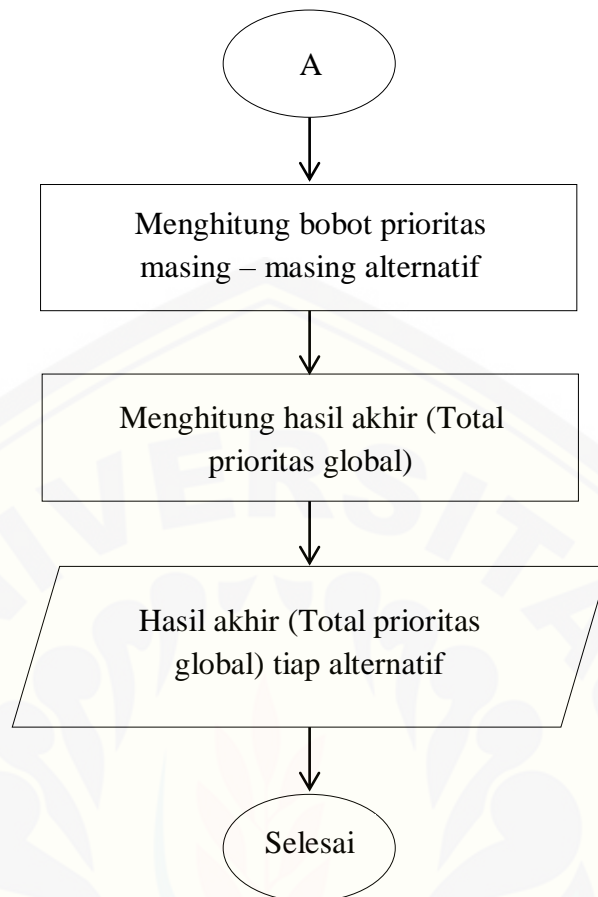 A
Menghitung bobot prioritas
masing – masing alternatif
Menghitung hasil akhir (Total
prioritas global)
UNIVERSITAS
Hasil akhir (Total prioritas
global) tiap alternatif
Selesai